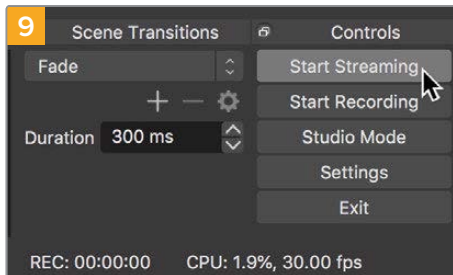 9
Scene Transitions
Controls
Fade
Start Streaming
Start Recording
Duration 300 ms
Studio Mode
Settings
Exit
REC: 00:00:00 CPU: 1.9%, 30.00 fps